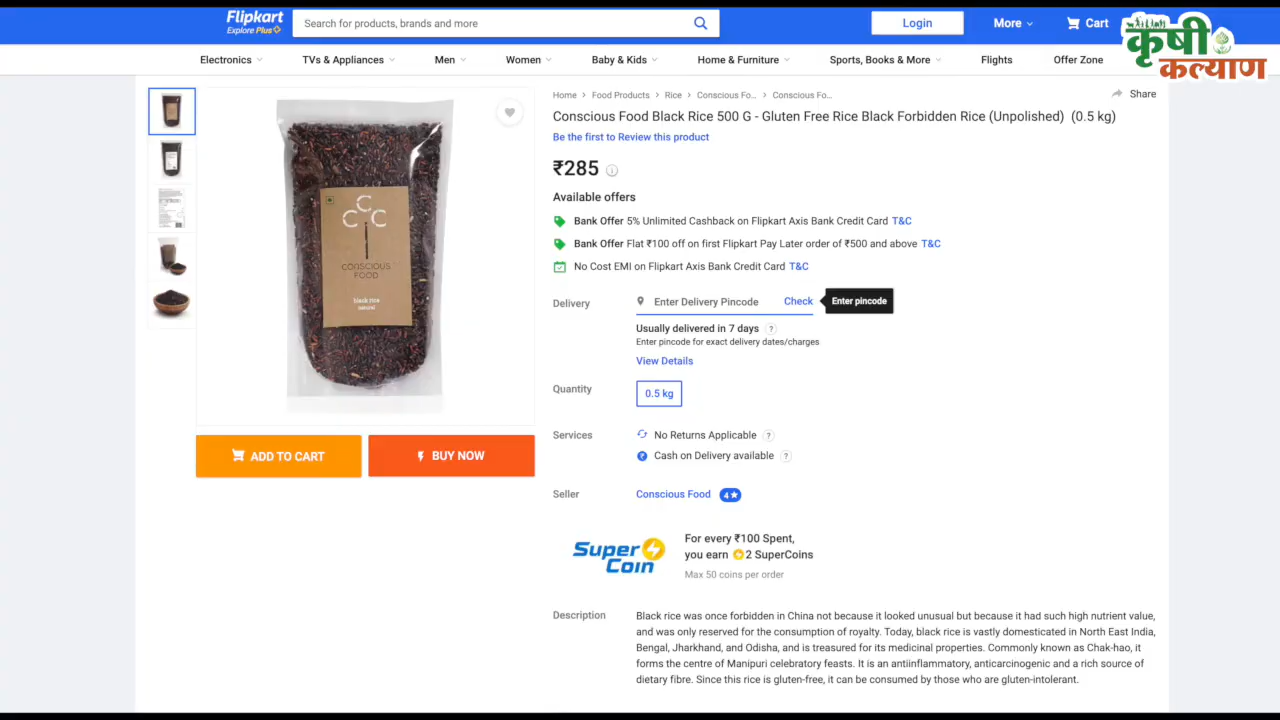 Flipkart
Explore Plus
Search for products, brands and more
Login
More
Cart
कृषी
कल्याण
Electronics
TVs & Appliances
Men
Women
Baby & Kids
Home & Furniture
Sports, Books & More
Flights
Offer Zone
Home > Food Products > Rice > Conscious Fo... > Conscious Fo...
Share
Conscious Food Black Rice 500 G - Gluten Free Rice Black Forbidden Rice (Unpolished) (0.5 kg)
Be the first to Review this product
₹285
Available offers
Bank Offer 5% Unlimited Cashback on Flipkart Axis Bank Credit Card T&C
Bank Offer Flat ₹100 off on first Flipkart Pay Later order of ₹500 and above T&C
No Cost EMI on Flipkart Axis Bank Credit Card T&C
CCC
CONSCIOUS
FOOD
black rice
natural
Delivery
Enter Delivery Pincode
Check
Enter pincode
Usually delivered in 7 days ?
Enter pincode for exact delivery dates/charges
View Details
Quantity
0.5 kg
ADD TO CART
BUY NOW
Services
No Returns Applicable ?
Cash on Delivery available ?
Seller
Conscious Food 4★
Super
Coin
For every ₹100 Spent,
you earn 2 SuperCoins
Max 50 coins per order
Description
Black rice was once forbidden in China not because it looked unusual but because it had such high nutrient value,
and was only reserved for the consumption of royalty. Today, black rice is vastly domesticated in North East India,
Bengal, Jharkhand, and Odisha, and is treasured for its medicinal properties. Commonly known as Chak-hao, it
forms the centre of Manipuri celebratory feasts. It is an antiinflammatory, anticarcinogenic and a rich source of
dietary fibre. Since this rice is gluten-free, it can be consumed by those who are gluten-intolerant.